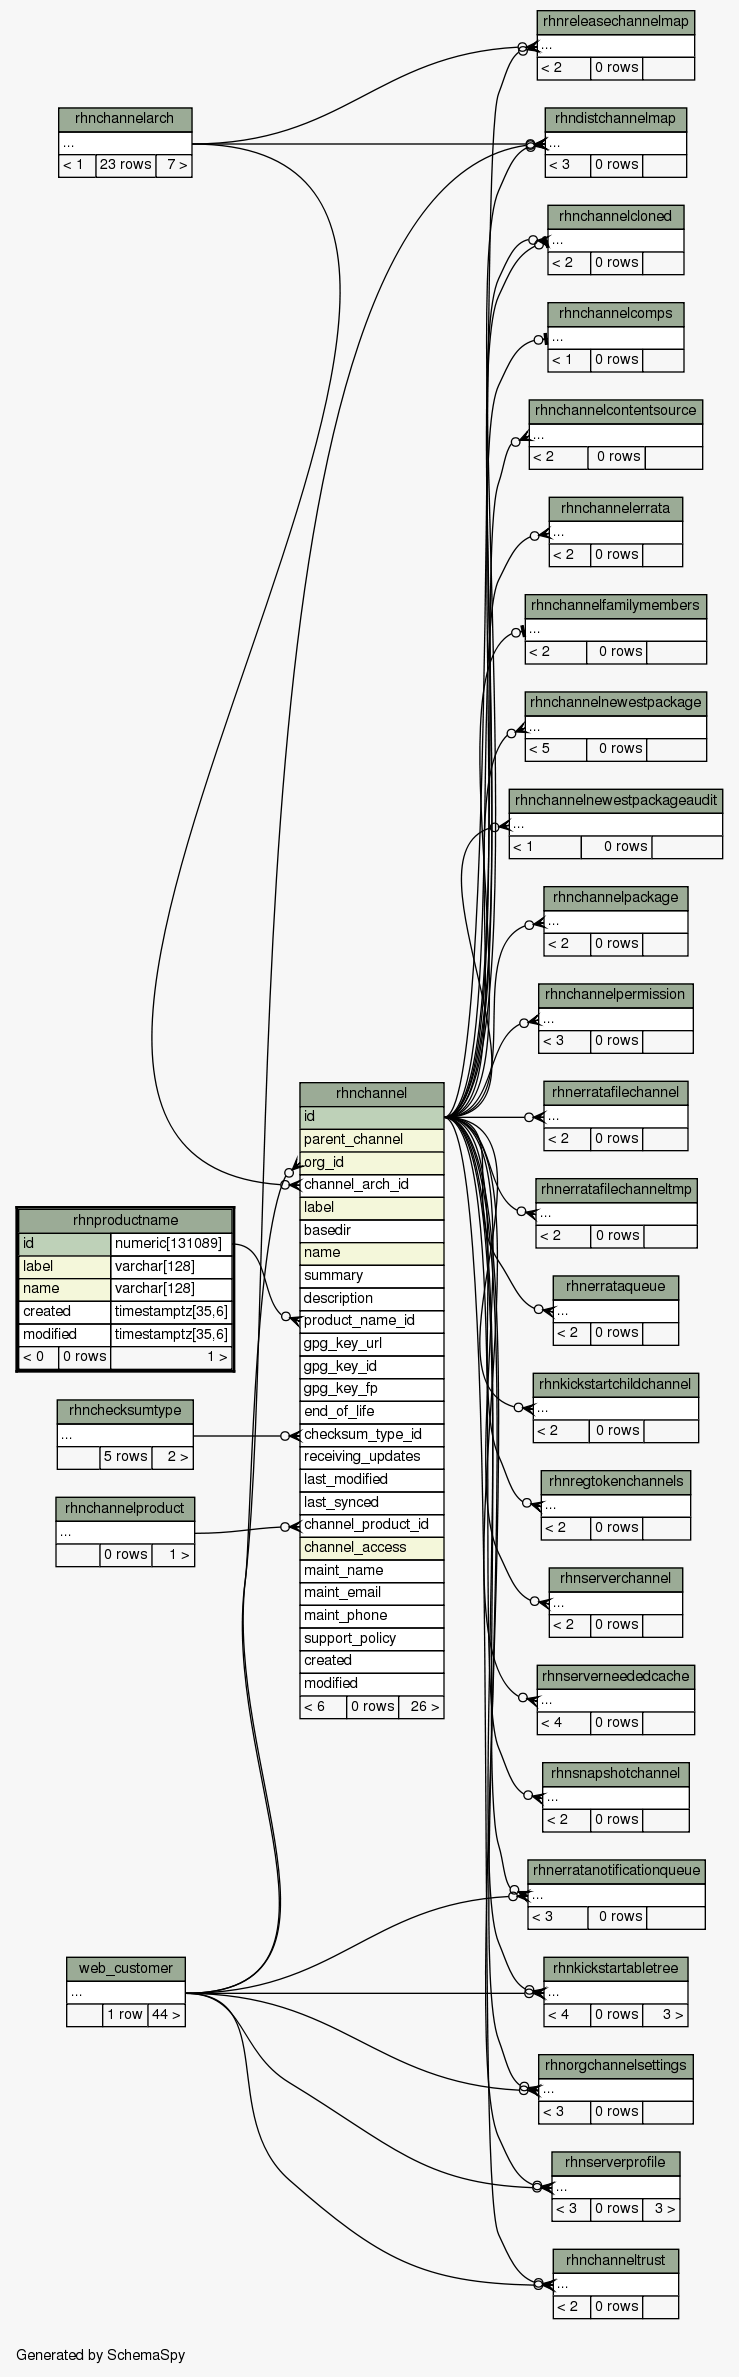 rhnreleasechannelmap
...
< 2 0 rows
rhnchannelarch
...
< 1 23 rows 7 >
rhndistchannelmap
...
< 3 0 rows
rhnchannelcloned
...
< 2 0 rows
rhnchannelcomps
...
< 1 0 rows
rhnchannelcontentsource
...
< 2 0 rows
rhnchannelerrata
...
< 2 0 rows
rhnchannelfamilymembers
...
< 2 0 rows
rhnchannelnewestpackage
...
< 5 0 rows
rhnchannelnewestpackageaudit
...
< 1 0 rows
rhnchannelpackage
...
< 2 0 rows
rhnchannelpermission
...
< 3 0 rows
rhnchannel
id
parent_channel
org_id
channel_arch_id
label
basedir
name
summary
description
product_name_id
gpg_key_url
gpg_key_id
gpg_key_fp
end_of_life
checksum_type_id
receiving_updates
last_modified
last_synced
channel_product_id
channel_access
maint_name
maint_email
maint_phone
support_policy
created
modified
< 6 0 rows 26 >
rhnproductname
id numeric[131089]
label varchar[128]
name varchar[128]
created timestamptz[35,6]
modified timestamptz[35,6]
< 0 0 rows 1 >
rhnchecksumtype
...
5 rows 2 >
rhnchannelproduct
...
0 rows 1 >
rhnerratafilechannel
...
< 2 0 rows
rhnerratafilechanneltmp
...
< 2 0 rows
rhnerrataqueue
...
< 2 0 rows
rhnkickstartchildchannel
...
< 2 0 rows
rhnregtokenchannels
...
< 2 0 rows
rhnserverchannel
...
< 2 0 rows
rhnserverneededcache
...
< 4 0 rows
rhnsnapshotchannel
...
< 2 0 rows
rhnerratanotificationqueue
...
< 3 0 rows
web_customer
...
1 row 44 >
rhnkickstartabletree
...
< 4 0 rows 3 >
rhnorgchannelsettings
...
< 3 0 rows
rhnserverprofile
...
< 3 0 rows 3 >
rhnchanneltrust
...
< 2 0 rows
Generated by SchemaSpy